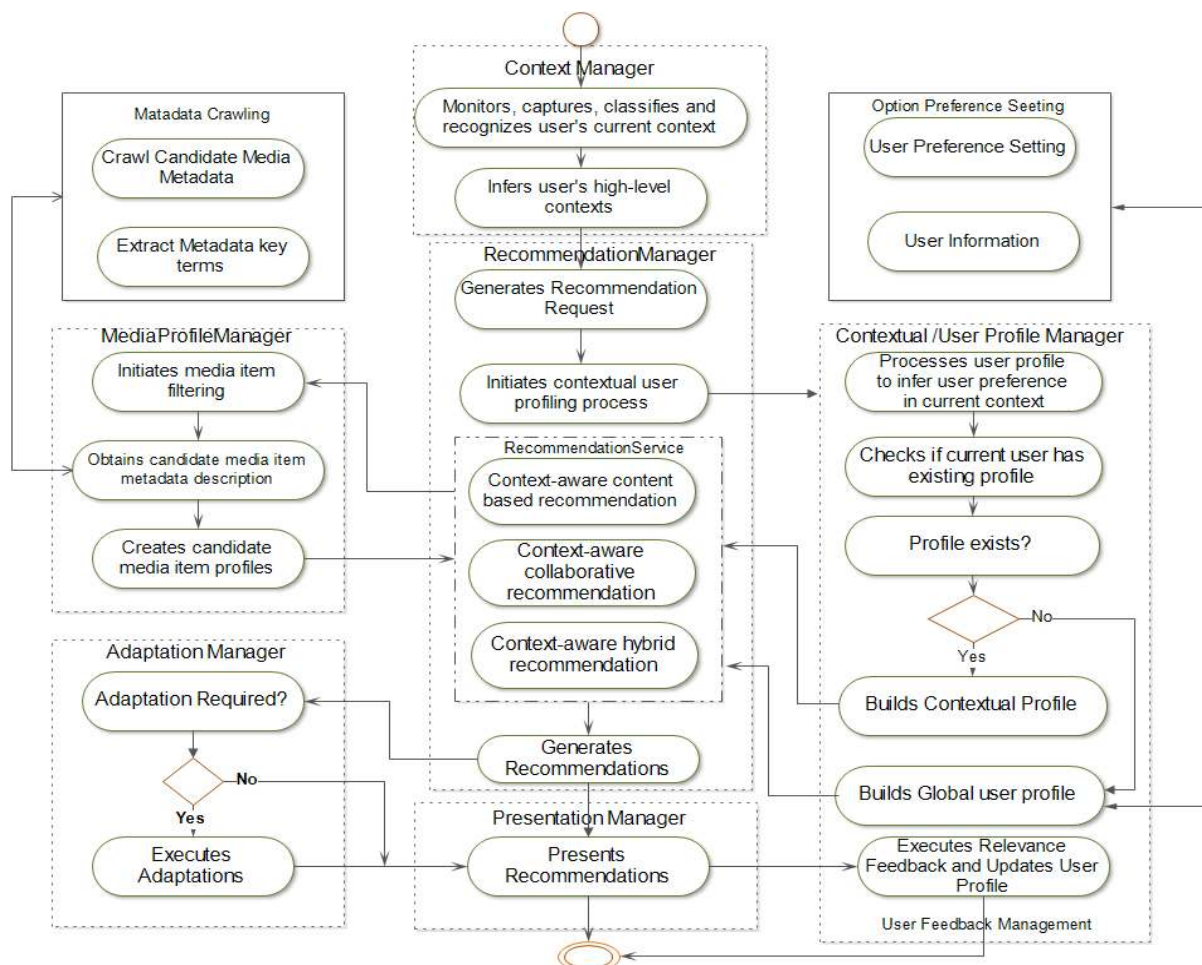 Context Manager
Monitors, captures, classifies and
recognizes user's current context
Infers user's high-level
contexts
Matadata Crawling
Crawl Candidate Media
Metadata
Extract Metadata key
terms
Option Preference Seeting
User Preference Setting
User Information
RecommendationManager
Generates Recommendation
Request
Initiates contextual user
profiling process
MediaProfileManager
Initiates media item
filtering
Obtains candidate media item
metadata description
Creates candidate
media item profiles
RecommendationService
Context-aware content
based recommendation
Context-aware
collaborative
recommendation
Context-aware hybrid
recommendation
Generates
Recommendations
Contextual /User Profile Manager
Processes user profile
to infer user preference
in current context
Checks if current user has
existing profile
Profile exists?
No
Yes
Builds Contextual Profile
Builds Global user profile
Executes Relevance
Feedback and Updates User
Profile
User Feedback Management
Adaptation Manager
Adaptation Required?
No
Yes
Executes
Adaptations
Presentation Manager
Presents
Recommendations